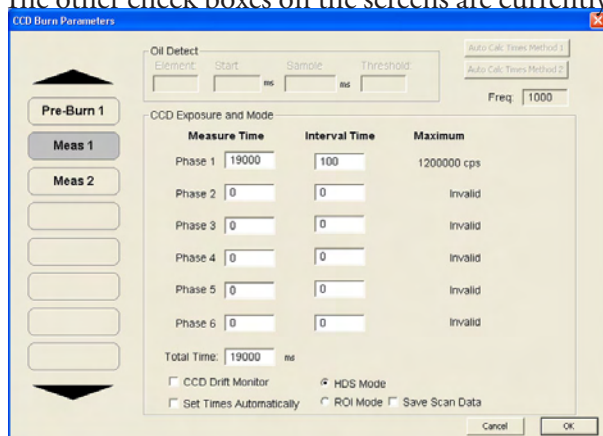 The other check boxes on the screens are currently
CCD Burn Parameters
Oil Detect
Element: Start Sample Threshold
ms ms
Auto Calc Times Method 1
Auto Calc Times Method 2
Freq: 1000
Pre-Burn 1
Meas 1
Meas 2
CCD Exposure and Mode
Measure Time Interval Time Maximum
Phase 1 19000 100 1200000 cps
Phase 2 0 0 Invalid
Phase 3 0 0 Invalid
Phase 4 0 0 Invalid
Phase 5 0 0 Invalid
Phase 6 0 0 Invalid
Total Time: 19000 ms
CCD Drift Monitor HDS Mode
Set Times Automatically ROI Mode Save Scan Data
Cancel OK